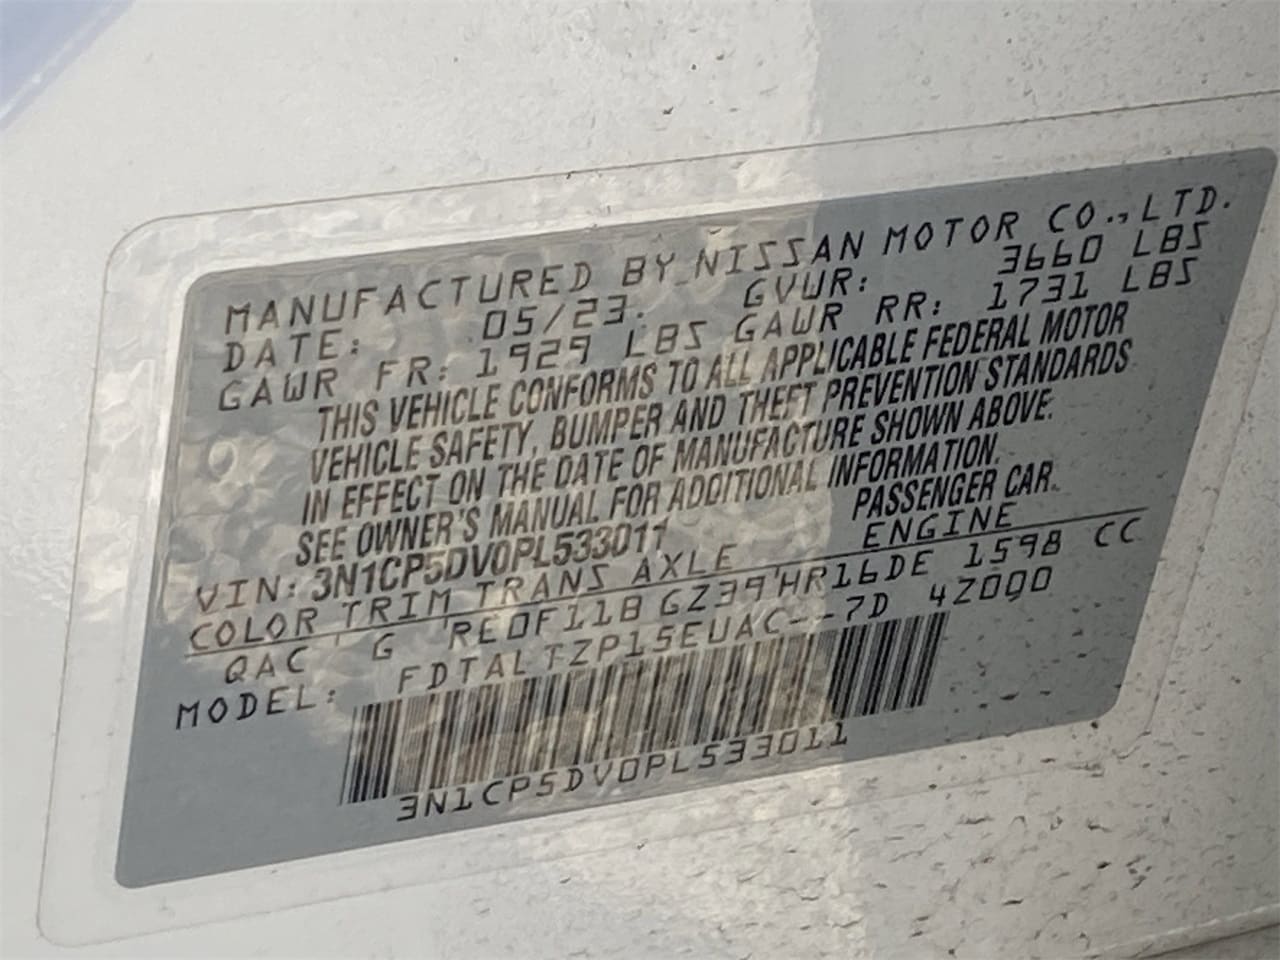 MANUFACTURED BY NISSAN MOTOR CO.,LTD.
DATE: 05/23. GVWR: 3660 LBS
GAWR FR: 1929 LBS GAWR RR: 1731 LBS
THIS VEHICLE CONFORMS TO ALL APPLICABLE FEDERAL MOTOR
VEHICLE SAFETY, BUMPER AND THEFT PREVENTION STANDARDS
IN EFFECT ON THE DATE OF MANUFACTURE SHOWN ABOVE.
SEE OWNER'S MANUAL FOR ADDITIONAL INFORMATION.
VIN: 3N1CP5DV0PL533011 PASSENGER CAR.
COLOR TRIM TRANS AXLE ENGINE
QAC G RE0F11B GZ39 HR16DE 1598 CC
MODEL: FDTALTZP15EUAC--7D 4Z000
3N1CP5DV0PL533011